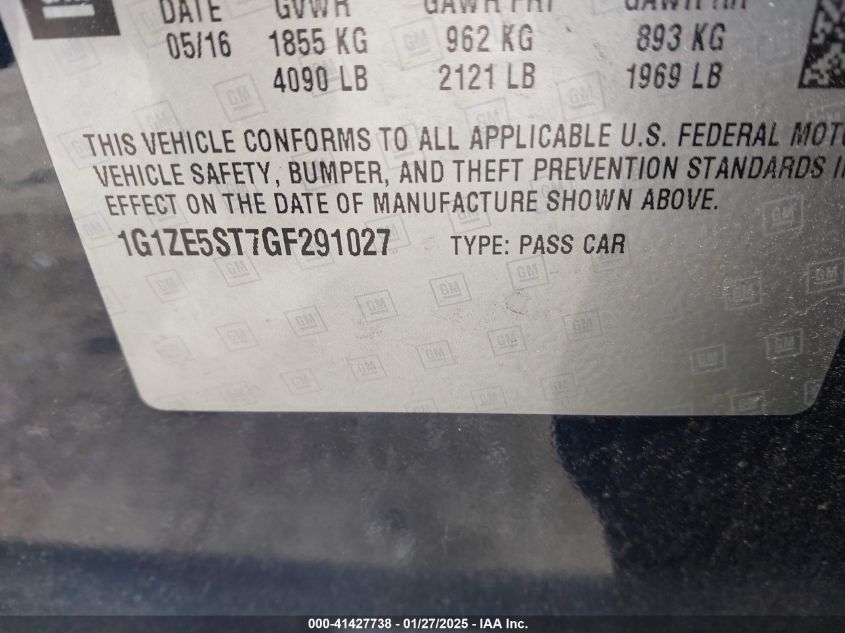 GM
DATE GVWR GAWR FRT GAWR RR
05/16 1855 KG 962 KG 893 KG
4090 LB 2121 LB 1969 LB
THIS VEHICLE CONFORMS TO ALL APPLICABLE U.S. FEDERAL MOTO
VEHICLE SAFETY, BUMPER, AND THEFT PREVENTION STANDARDS I
EFFECT ON THE DATE OF MANUFACTURE SHOWN ABOVE.
1G1ZE5ST7GF291027 TYPE: PASS CAR
000-41427738 - 01/27/2025 - IAA Inc.